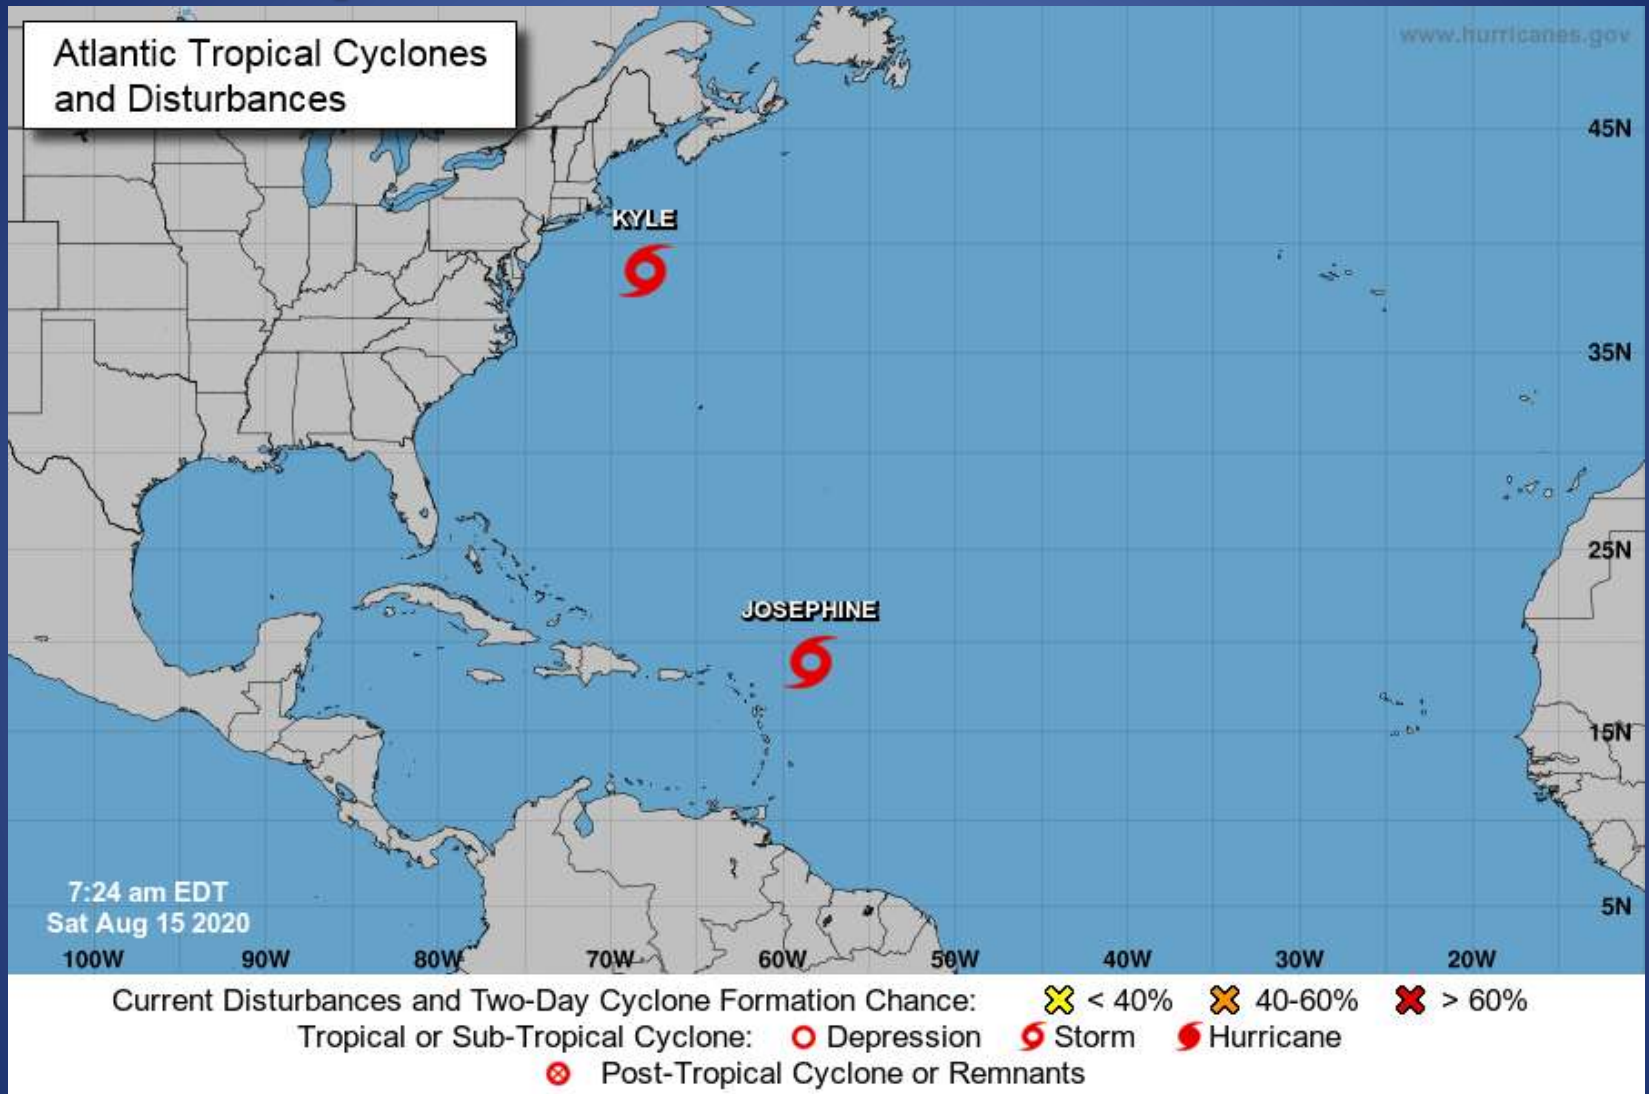 Atlantic Tropical Cyclones
and Disturbances
www.hurricanes.gov
45N
KYLE
35N
25N
JOSEPHINE
15N
7:24 am EDT
Sat Aug 15 2020
5N
100W 90W 80W 70W 60W 50W 40W 30W 20W
Current Disturbances and Two-Day Cyclone Formation Chance: < 40% 40-60% > 60%
Tropical or Sub-Tropical Cyclone: Depression Storm Hurricane
Post-Tropical Cyclone or Remnants